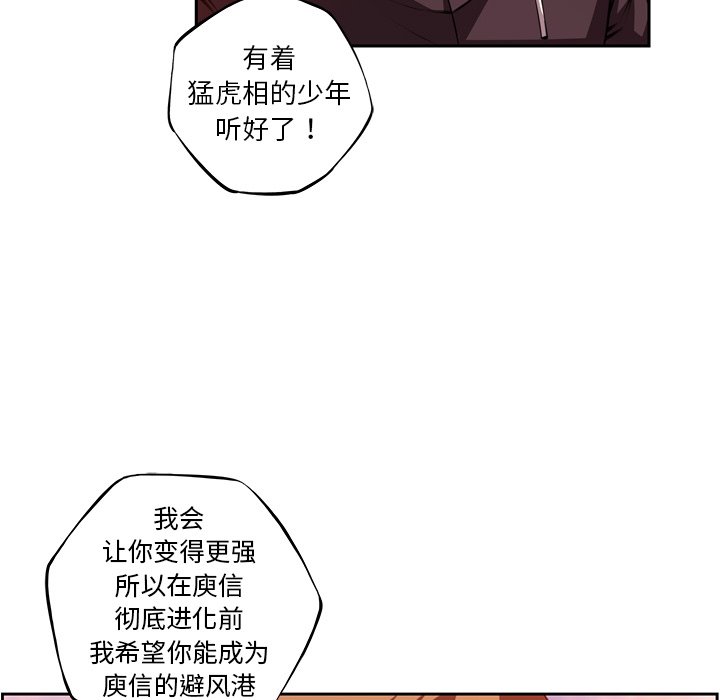 有着
猛虎相的少年
听好了！
我会
让你变得更强
所以在庾信
彻底进化前
我希望你能成为
庾信的避风港